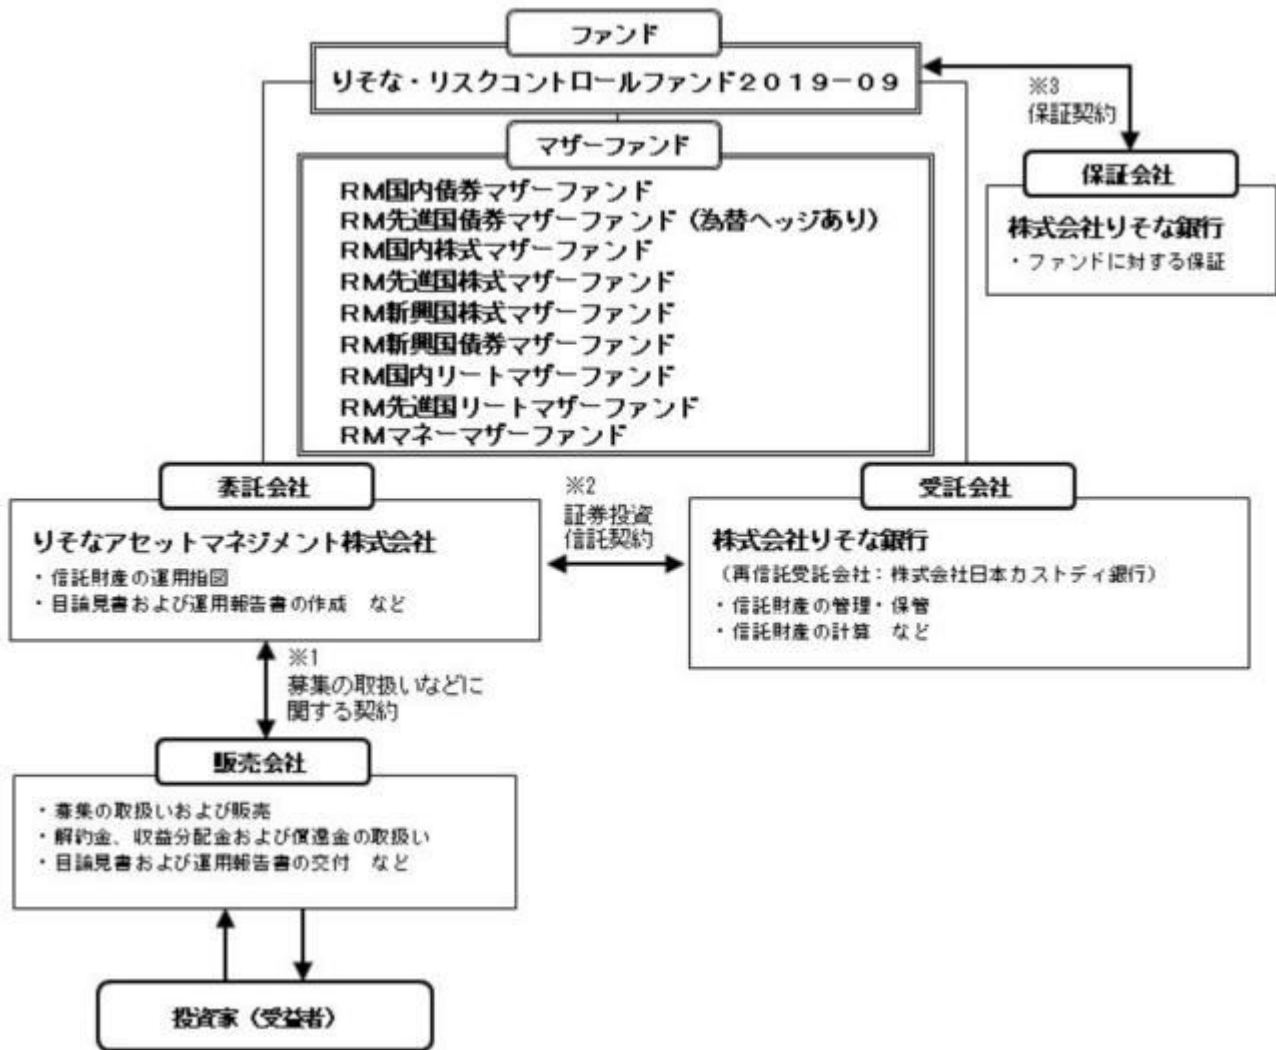 ファンド
りそな・リスクコントロールファンド2019-09
※3
保証契約
マザーファンド
保証会社
RM国内債券マザーファンド
RM先進国債券マザーファンド(為替ヘッジあり)
RM国内株式マザーファンド
RM先進国株式マザーファンド
RM新興国株式マザーファンド
RM新興国債券マザーファンド
RM国内リートマザーファンド
RM先進国リートマザーファンド
RMマネーマザーファンド
株式会社りそな銀行
・ファンドに対する保証
委託会社
りそなアセットマネジメント株式会社
・信託財産の運用指図
・目論見書および運用報告書の作成 など
※2
証券投資
信託契約
受託会社
株式会社りそな銀行
(再信託受託会社:株式会社日本カストディ銀行)
・信託財産の管理・保管
・信託財産の計算 など
※1
募集の取扱いなどに
関する契約
販売会社
・募集の取扱いおよび販売
・解約金、収益分配金および償還金の取扱い
・目論見書および運用報告書の交付 など
投資家(受益者)